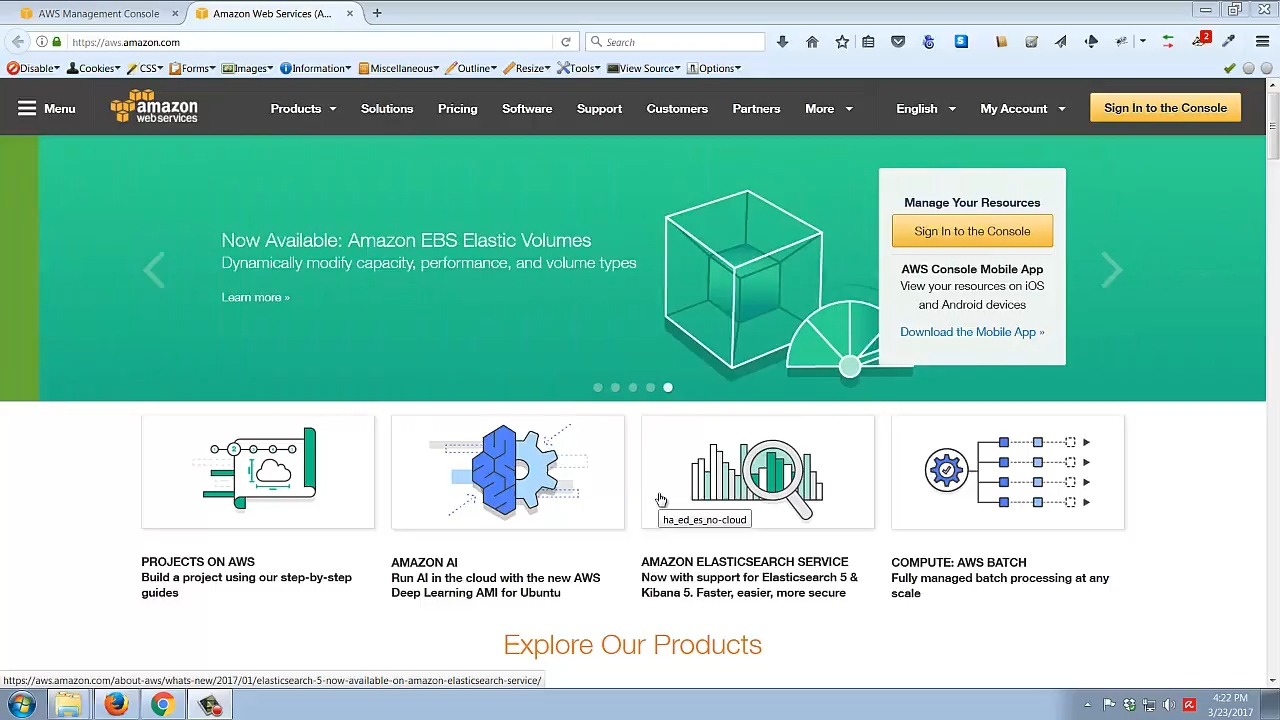 AWS Management Console
Amazon Web Services (A...
https://aws.amazon.com
Search
2
Disable
Cookies
CSS
Forms
Images
Information
Miscellaneous
Outline
Resize
Tools
View Source
Options
Menu
amazon
web services
Products
Solutions
Pricing
Software
Support
Customers
Partners
More
English
My Account
Sign In to the Console
Now Available: Amazon EBS Elastic Volumes
Dynamically modify capacity, performance, and volume types
Learn more »
Manage Your Resources
Sign In to the Console
AWS Console Mobile App
View your resources on iOS
and Android devices
Download the Mobile App »
2
ha_ed_es_no-cloud
PROJECTS ON AWS
Build a project using our step-by-step
guides
AMAZON AI
Run AI in the cloud with the new AWS
Deep Learning AMI for Ubuntu
AMAZON ELASTICSEARCH SERVICE
Now with support for Elasticsearch 5 &
Kibana 5. Faster, easier, more secure
COMPUTE: AWS BATCH
Fully managed batch processing at any
scale
Explore Our Products
https://aws.amazon.com/about-aws/whats-new/2017/01/elasticsearch-5-now-available-on-amazon-elasticsearch-service/
4:22 PM
3/23/2017